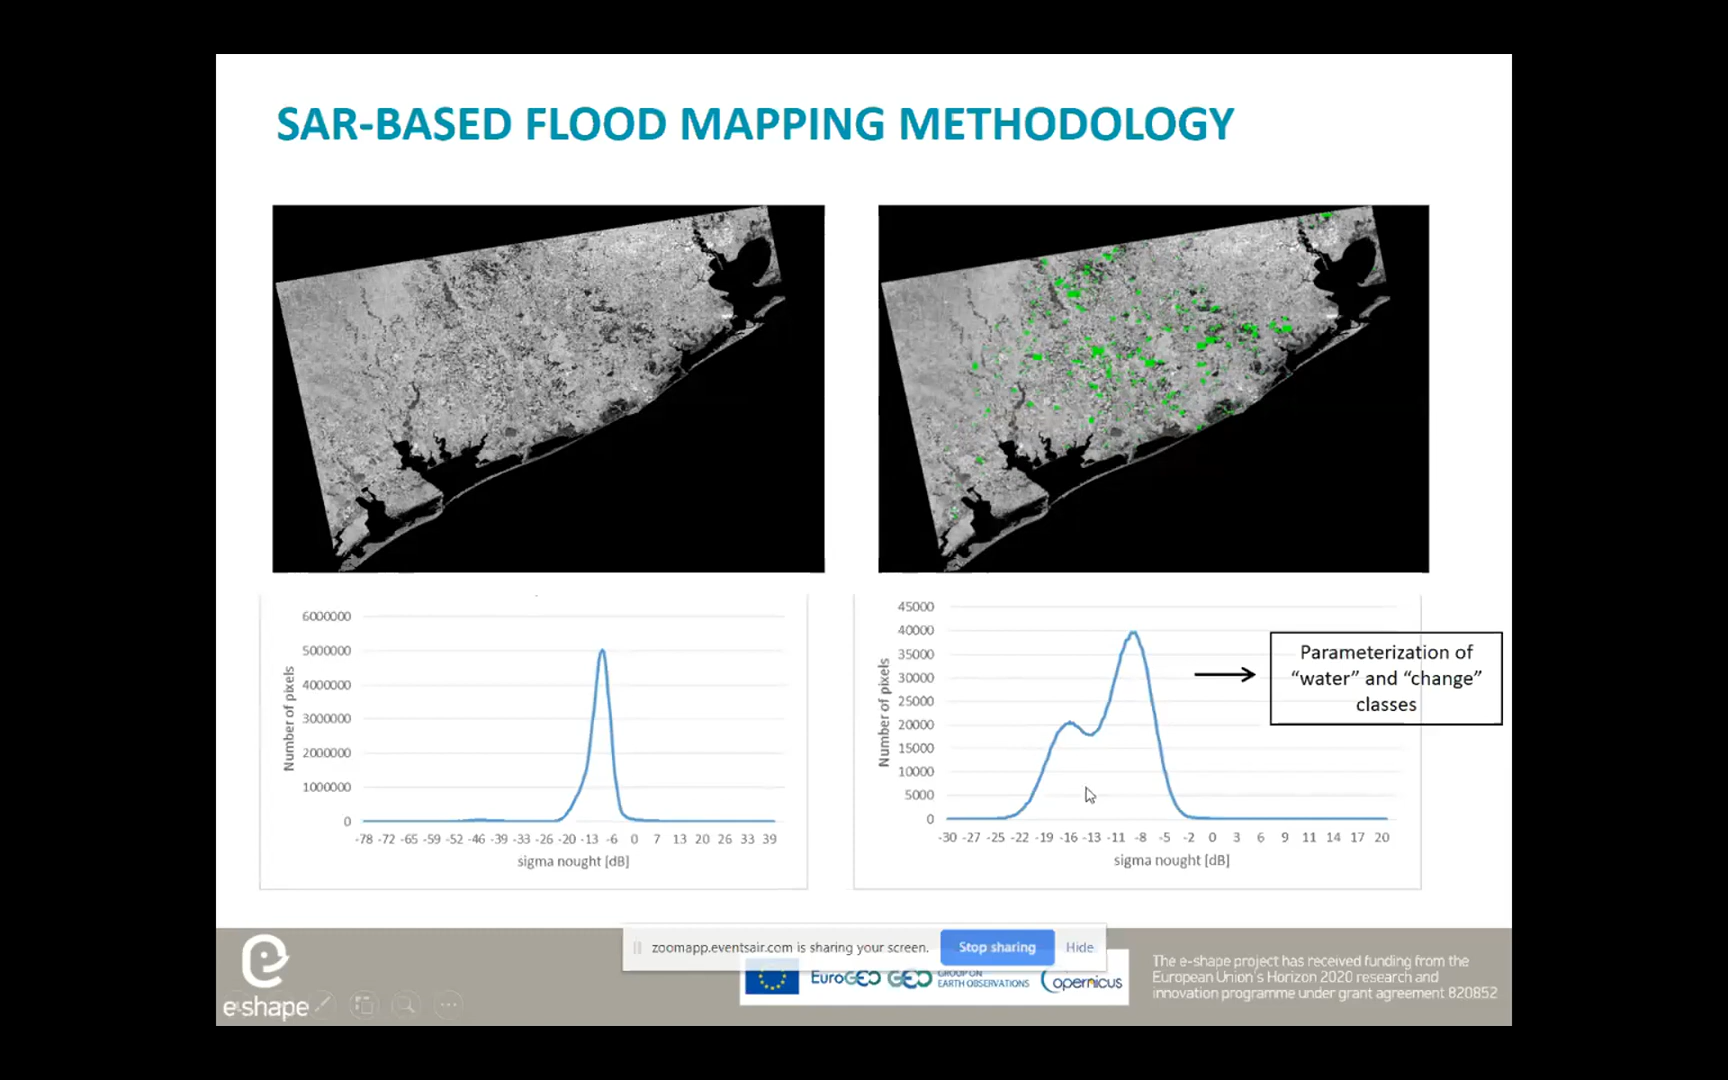 SAR-BASED FLOOD MAPPING METHODOLOGY
6000000
5000000
4000000
3000000
2000000
1000000
0
Number of pixels
-78 -72 -65 -59 -52 -46 -39 -33 -26 -20 -13 -6 0 7 13 20 26 33 39
sigma nought [dB]
45000
40000
35000
30000
25000
20000
15000
10000
5000
0
Number of pixels
-30 -27 -25 -22 -19 -16 -13 -11 -8 -5 -2 0 3 6 9 11 14 17 20
sigma nought [dB]
Parameterization of
“water” and “change”
classes
zoomapp.eventsair.com is sharing your screen.
Stop sharing
Hide
e-shape
EuroGEO
GEO
GROUP ON
EARTH OBSERVATIONS
Copernicus
The e-shape project has received funding from the
European Union's Horizon 2020 research and
innovation programme under grant agreement 820852